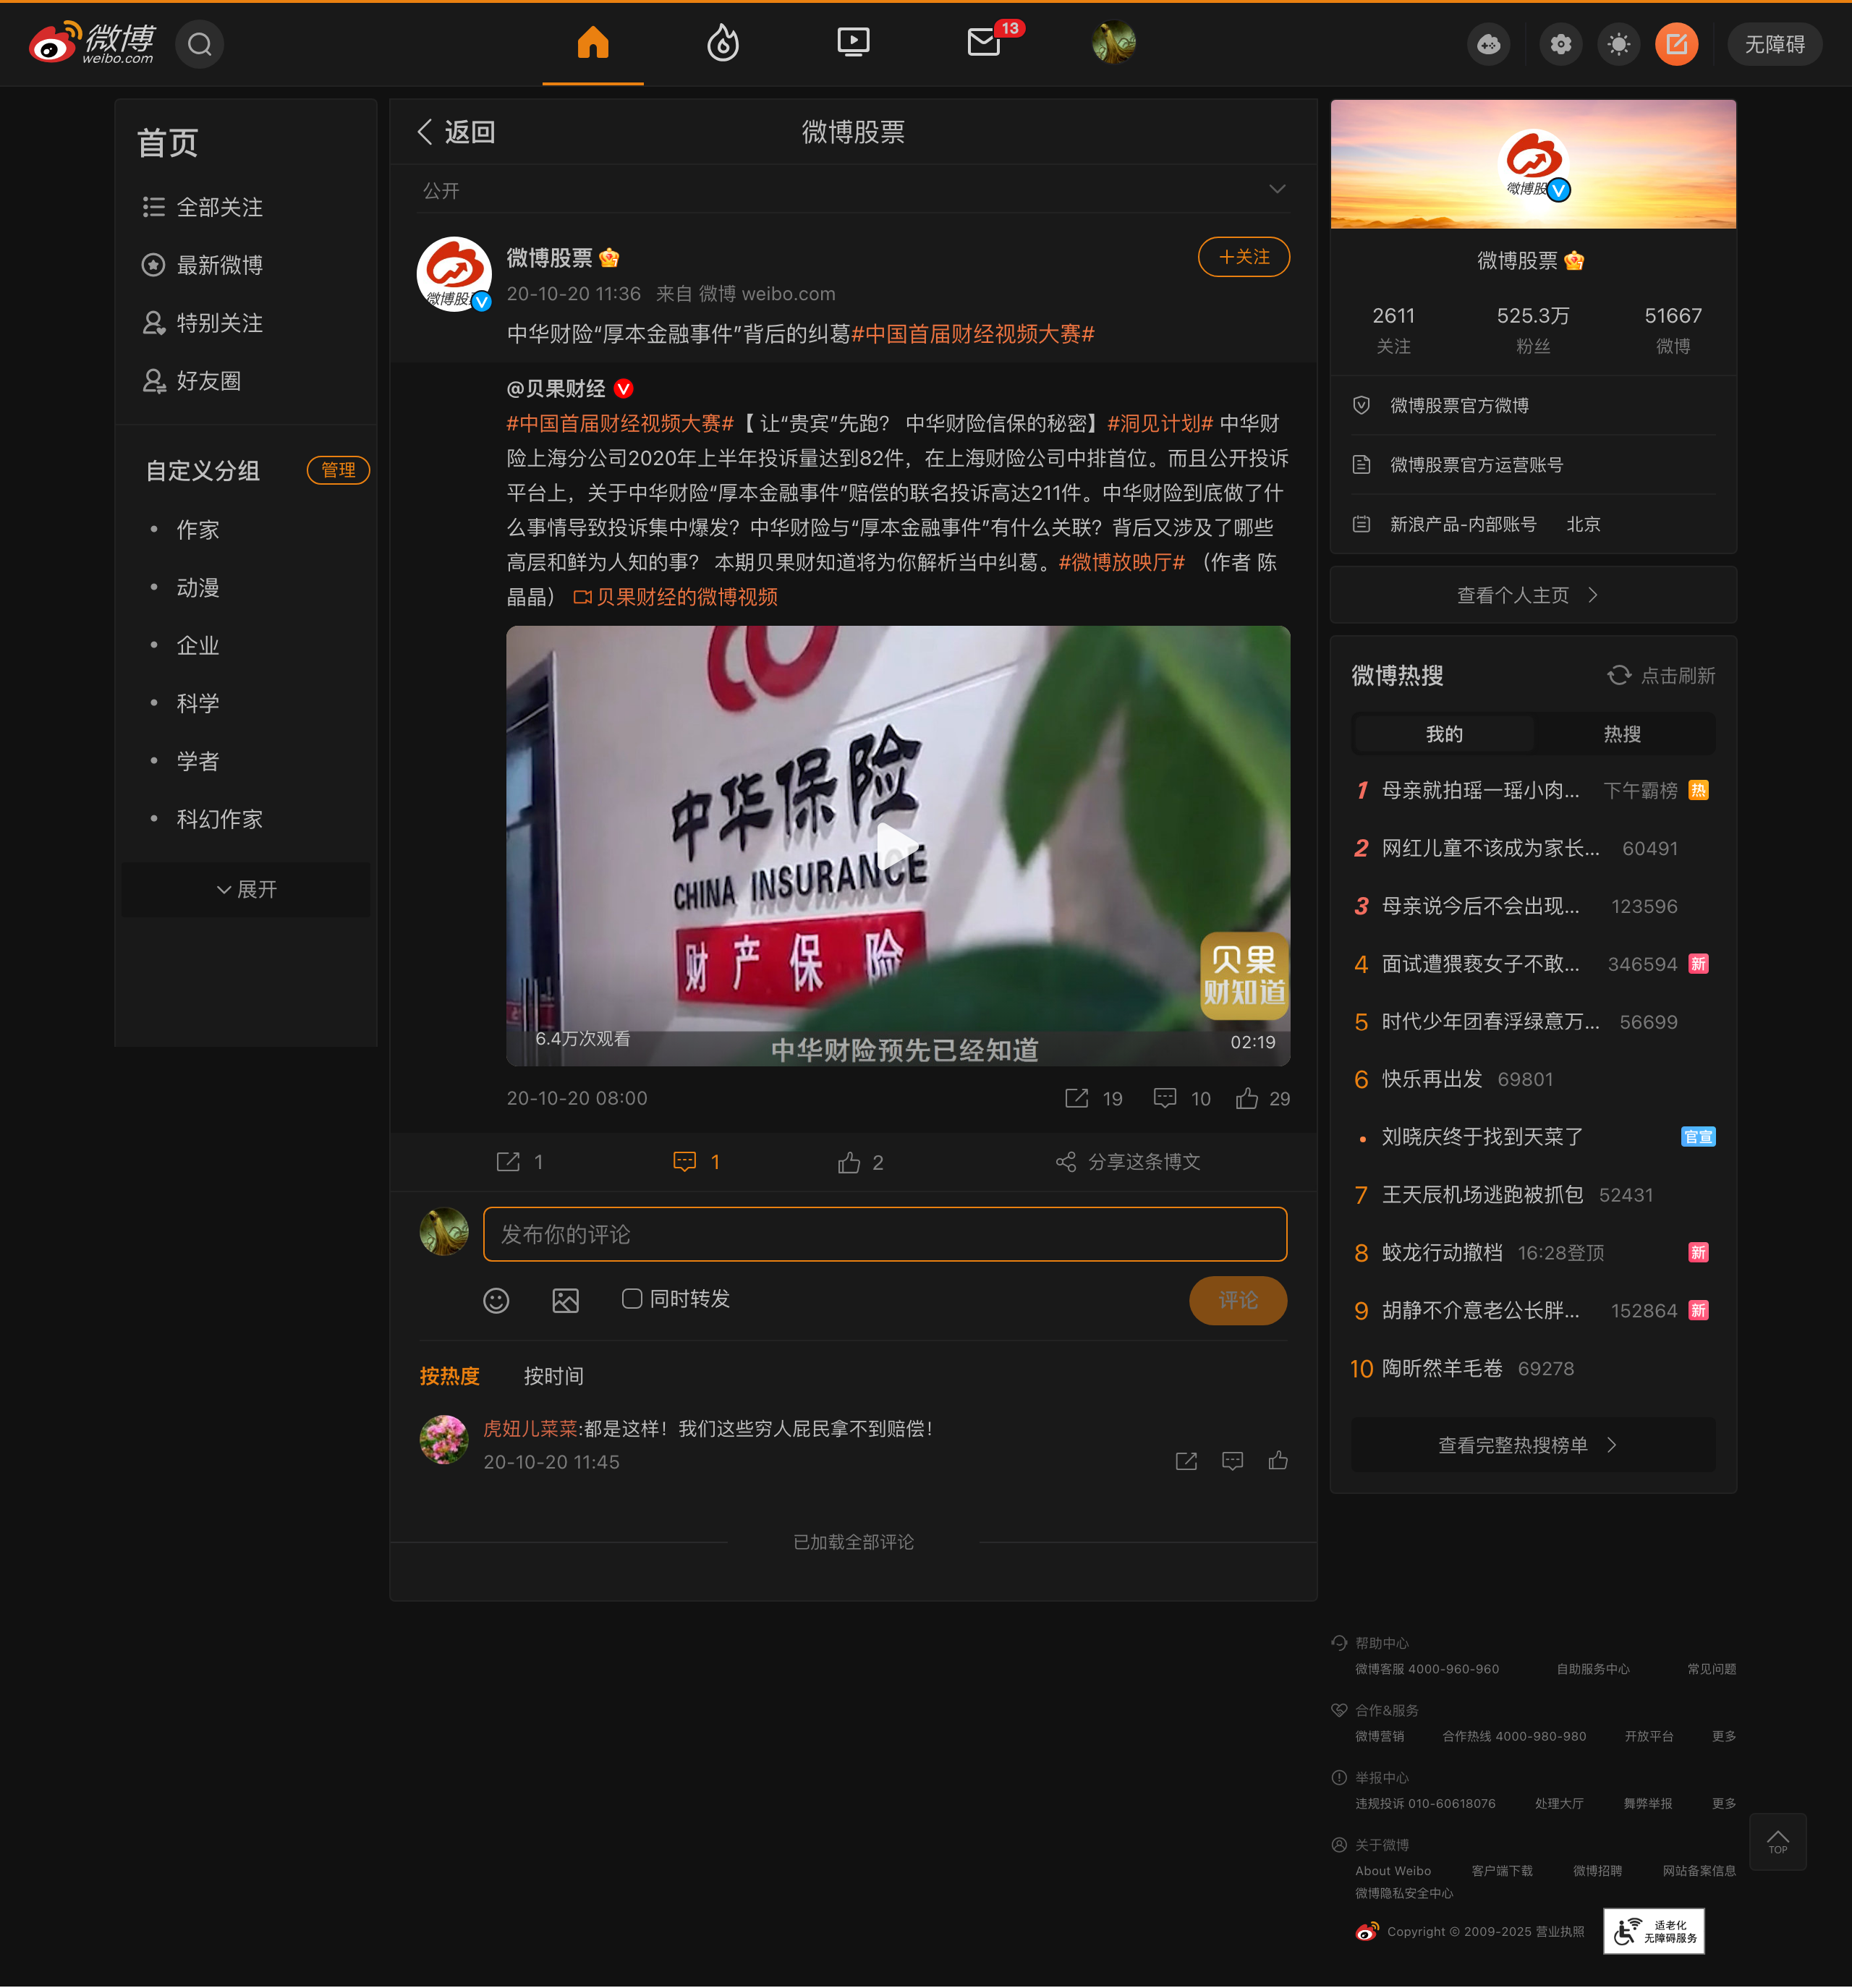 微博
weibo.com
13
无障碍
首页
全部关注
最新微博
特别关注
好友圈
自定义分组
管理
作家
动漫
企业
科学
学者
科幻作家
展开
返回
微博股票
公开
微博股票
+关注
20-10-20 11:36 来自 微博 weibo.com
中华财险“厚本金融事件”背后的纠葛#中国首届财经视频大赛#
@贝果财经
#中国首届财经视频大赛#【 让“贵宾”先跑？ 中华财险信保的秘密】#洞见计划# 中华财
险上海分公司2020年上半年投诉量达到82件，在上海财险公司中排首位。而且公开投诉
平台上，关于中华财险“厚本金融事件”赔偿的联名投诉高达211件。中华财险到底做了什
么事情导致投诉集中爆发？中华财险与“厚本金融事件”有什么关联？背后又涉及了哪些
高层和鲜为人知的事？ 本期贝果财知道将为你解析当中纠葛。#微博放映厅# （作者 陈
晶晶） 贝果财经的微博视频
中华保险
CHINA INSURANCE
财产保险
贝果
财知道
6.4万次观看
中华财险预先已经知道
02:19
20-10-20 08:00
19
10
29
1
1
2
分享这条博文
发布你的评论
同时转发
评论
按热度
按时间
虎妞儿菜菜:都是这样！我们这些穷人屁民拿不到赔偿！
20-10-20 11:45
已加载全部评论
微博股
微博股票
2611
关注
525.3万
粉丝
51667
微博
微博股票官方微博
微博股票官方运营账号
新浪产品-内部账号 北京
查看个人主页
微博热搜
点击刷新
我的
热搜
1 母亲就拍瑶一瑶小肉... 下午霸榜 热
2 网红儿童不该成为家长... 60491
3 母亲说今后不会出现... 123596
4 面试遭猥亵女子不敢... 346594 新
5 时代少年团春浮绿意万... 56699
6 快乐再出发 69801
• 刘晓庆终于找到天菜了 官宣
7 王天辰机场逃跑被抓包 52431
8 蛟龙行动撤档 16:28登顶 新
9 胡静不介意老公长胖... 152864 新
10 陶昕然羊毛卷 69278
查看完整热搜榜单
帮助中心
微博客服 4000-960-960 自助服务中心 常见问题
合作&服务
微博营销 合作热线 4000-980-980 开放平台 更多
举报中心
违规投诉 010-60618076 处理大厅 舞弊举报 更多
关于微博
About Weibo 客户端下载 微博招聘 网站备案信息
微博隐私安全中心
Copyright © 2009-2025 营业执照
适老化
无障碍服务
TOP